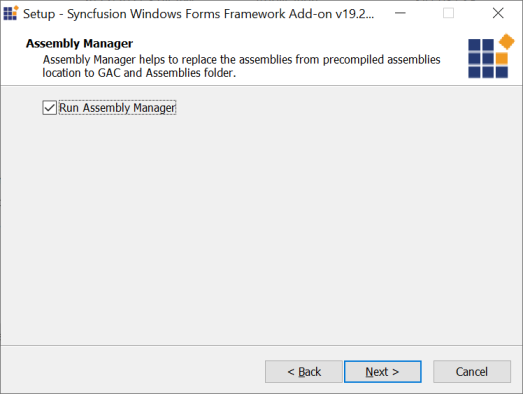 Setup - Syncfusion Windows Forms Framework Add-on v19.2...
Assembly Manager
Assembly Manager helps to replace the assemblies from precompiled assemblies
location to GAC and Assemblies folder.
Run Assembly Manager
< Back
Next >
Cancel